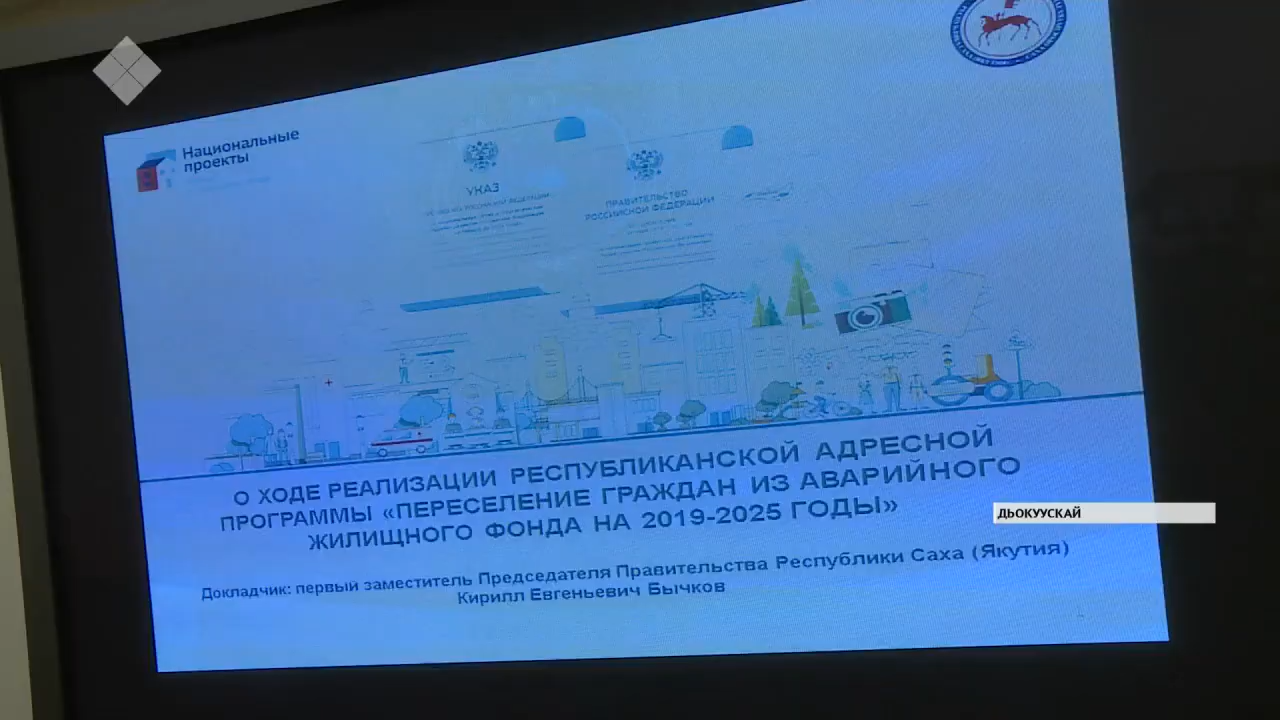 Национальные
проекты
УКАЗ
ПРАВИТЕЛЬСТВО
РОССИЙСКОЙ ФЕДЕРАЦИИ
О ХОДЕ РЕАЛИЗАЦИИ РЕСПУБЛИКАНСКОЙ АДРЕСНОЙ
ПРОГРАММЫ «ПЕРЕСЕЛЕНИЕ ГРАЖДАН ИЗ АВАРИЙНОГО
ЖИЛИЩНОГО ФОНДА НА 2019-2025 ГОДЫ»
ДЬОКУУСКАЙ
Докладчик: первый заместитель Председателя Правительства Республики Саха (Якутия)
Кирилл Евгеньевич Бычков